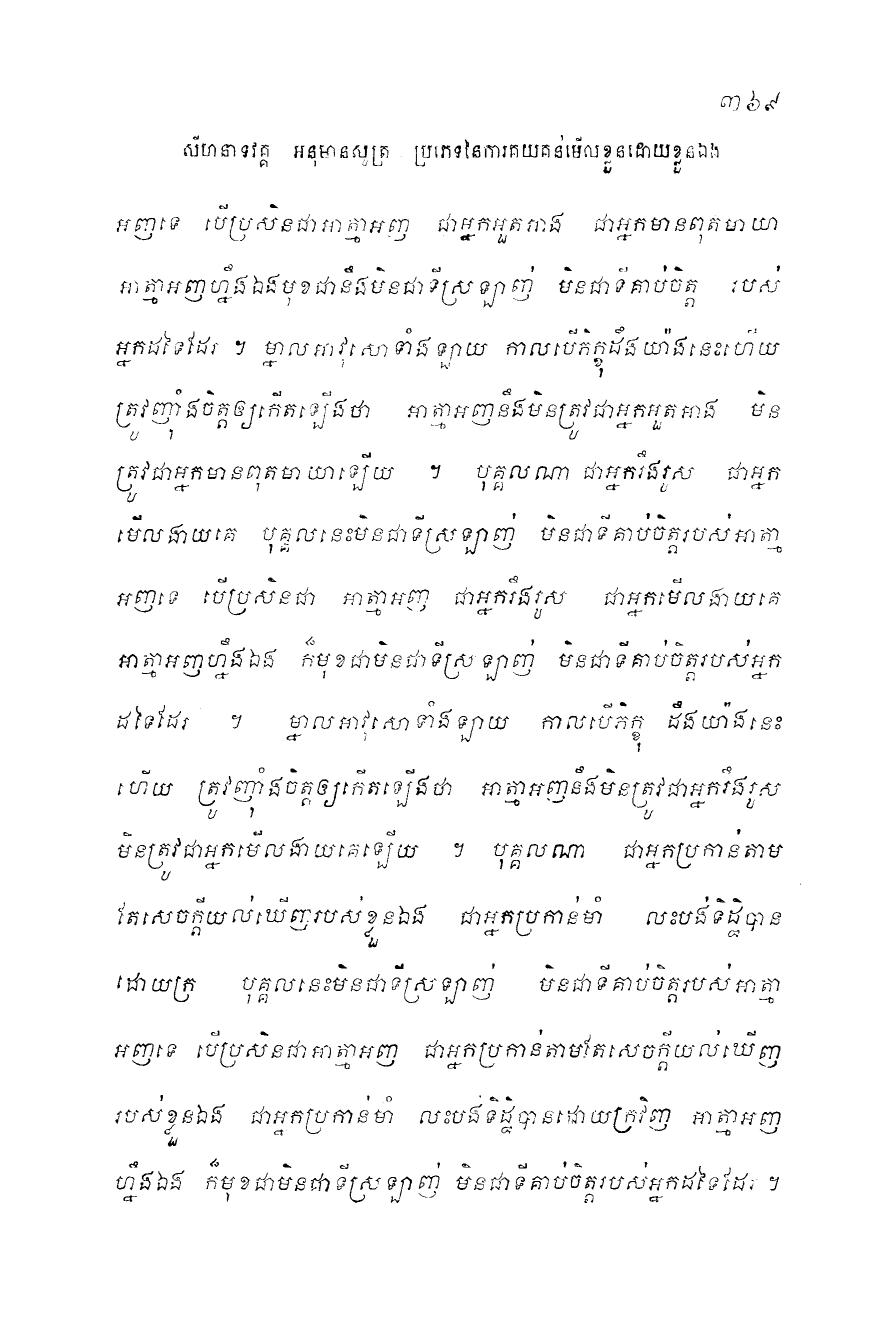 ៣៦៩
សីហនាទវគ្គ អនុមានសូត្រ ប្រភេទនៃការគយគន់មើលខ្លួនដោយខ្លួនឯង
អញទេ បើប្រសិនជាអាត្មាអញ ជាអ្នកអួតអាង ជាអ្នកមានពុតមាយា
អាត្មាអញហ្នឹងឯងមុខជានឹងមិនជាទីស្រឡាញ់ មិនជាទីគាប់ចិត្ត របស់
អ្នកដទៃដែរ ។ ម្នាលអាវុសោទាំងឡាយ កាលបើភិក្ខុដឹងយ៉ាងនេះហើយ
ត្រូវញុំាងចិត្តឲ្យកើតឡើងថា អាត្មាអញនឹងមិនត្រូវជាអ្នកអួតអាង មិន
ត្រូវជាអ្នកមានពុតមាយាឡើយ ។ បុគ្គលណា ជាអ្នករឹងរូស ជាអ្នក
មើលងាយគេ បុគ្គលនេះមិនជាទីស្រឡាញ់ មិនជាទីគាប់ចិត្តរបស់អាត្មា
អញទេ បើប្រសិនជា អាត្មាអញ ជាអ្នករឹងរូស ជាអ្នកមើលងាយគេ
អាត្មាអញហ្នឹងឯង ក៏មុខជាមិនជាទីស្រឡាញ់ មិនជាទីគាប់ចិត្តរបស់អ្នក
ដទៃដែរ ។ ម្នាលអាវុសោទាំងឡាយ កាលបើភិក្ខុ ដឹងយ៉ាងនេះ
ហើយ ត្រូវញុំាងចិត្តឲ្យកើតឡើងថា អាត្មាអញនឹងមិនត្រូវជាអ្នករឹងរូស
មិនត្រូវជាអ្នកមើលងាយគេឡើយ ។ បុគ្គលណា ជាអ្នកប្រកាន់តាម
តែសេចក្តីយល់ឃើញរបស់ខ្លួនឯង ជាអ្នកប្រកាន់មាំ លះបង់ទិដ្ឋិបាន
ដោយក្រ បុគ្គលនេះមិនជាទីស្រឡាញ់ មិនជាទីគាប់ចិត្តរបស់អាត្មា
អញទេ បើប្រសិនជាអាត្មាអញ ជាអ្នកប្រកាន់តាមតែសេចក្តីយល់ឃើញ
របស់ខ្លួនឯង ជាអ្នកប្រកាន់មាំ លះបង់ទិដ្ឋិបានដោយក្រវិញ អាត្មាអញ
ហ្នឹងឯង ក៏មុខជាមិនជាទីស្រឡាញ់ មិនជាទីគាប់ចិត្តរបស់អ្នកដទៃដែរ ។